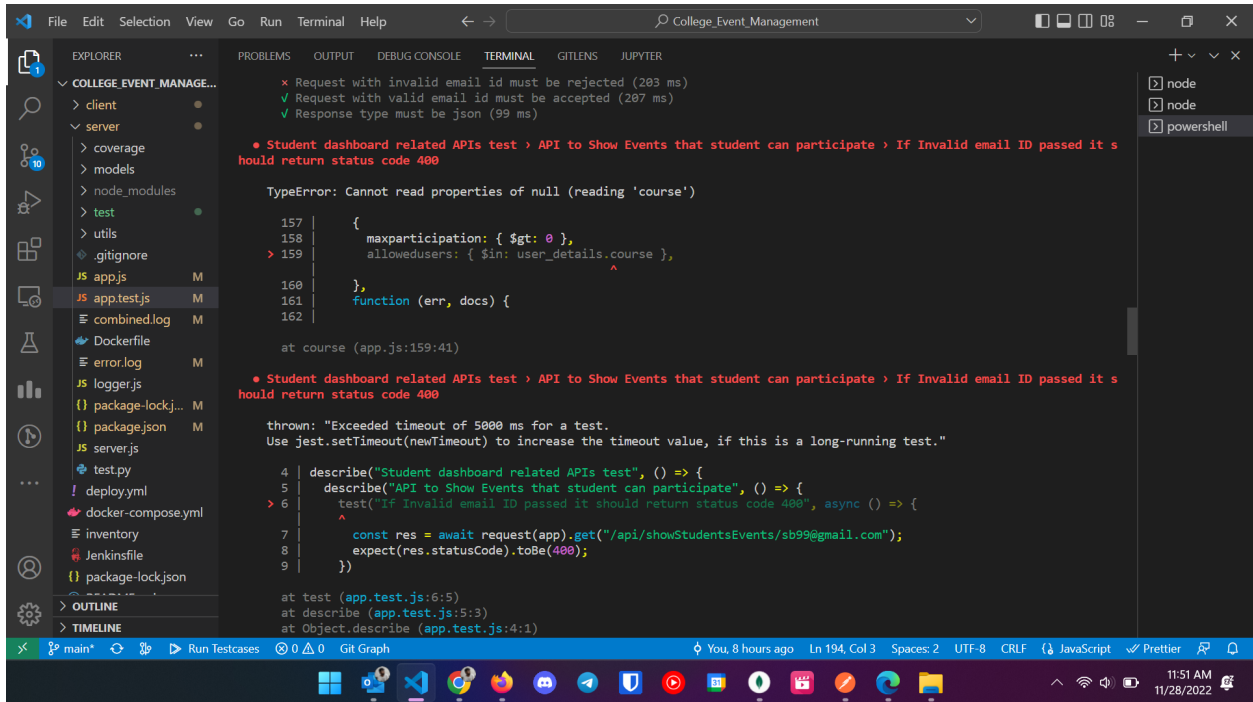 File Edit Selection View Go Run Terminal Help
College_Event_Management
EXPLORER
COLLEGE_EVENT_MANAGE...
client
server
coverage
models
node_modules
test
utils
.gitignore
JS app.js M
JS app.test.js M
combined.log M
Dockerfile
error.log M
JS logger.js
{} package-lock.j... M
{} package.json M
JS server.js
test.py
! deploy.yml
docker-compose.yml
inventory
Jenkinsfile
{} package-lock.json
OUTLINE
TIMELINE
1
10
PROBLEMS OUTPUT DEBUG CONSOLE TERMINAL GITLENS JUPYTER
× Request with invalid email id must be rejected (203 ms)
√ Request with valid email id must be accepted (207 ms)
√ Response type must be json (99 ms)
● Student dashboard related APIs test › API to Show Events that student can participate › If Invalid email ID passed it s
hould return status code 400
TypeError: Cannot read properties of null (reading 'course')
157 | {
158 | maxparticipation: { $gt: 0 },
> 159 | allowedusers: { $in: user_details.course },
| ^
160 | },
161 | function (err, docs) {
162 |
at course (app.js:159:41)
● Student dashboard related APIs test › API to Show Events that student can participate › If Invalid email ID passed it s
hould return status code 400
thrown: "Exceeded timeout of 5000 ms for a test.
Use jest.setTimeout(newTimeout) to increase the timeout value, if this is a long-running test."
4 | describe("Student dashboard related APIs test", () => {
5 | describe("API to Show Events that student can participate", () => {
> 6 | test("If Invalid email ID passed it should return status code 400", async () => {
| ^
7 | const res = await request(app).get("/api/showStudentsEvents/sb99@gmail.com");
8 | expect(res.statusCode).toBe(400);
9 | })
at test (app.test.js:6:5)
at describe (app.test.js:5:3)
at Object.describe (app.test.js:4:1)
node
node
powershell
main* Run Testcases 0 0 Git Graph You, 8 hours ago Ln 194, Col 3 Spaces: 2 UTF-8 CRLF JavaScript Prettier
31
11:51 AM
11/28/2022